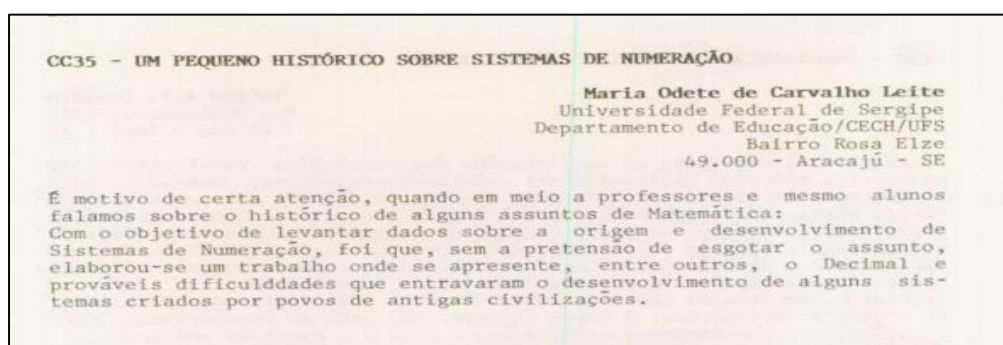 CC35 - UM PEQUENO HISTÓRICO SOBRE SISTEMAS DE NUMERAÇÃO
Maria Odete de Carvalho Leite
Universidade Federal de Sergipe
Departamento de Educação/CECH/UFS
Bairro Rosa Elze
49.000 - Aracajú - SE
É motivo de certa atenção, quando em meio a professores e mesmo alunos
falamos sobre o histórico de alguns assuntos de Matemática:
Com o objetivo de levantar dados sobre a origem e desenvolvimento de
Sistemas de Numeração, foi que, sem a pretensão de esgotar o assunto,
elaborou-se um trabalho onde se apresente, entre outros, o Decimal e
prováveis dificulddades que entravaram o desenvolvimento de alguns sis-
temas criados por povos de antigas civilizações.